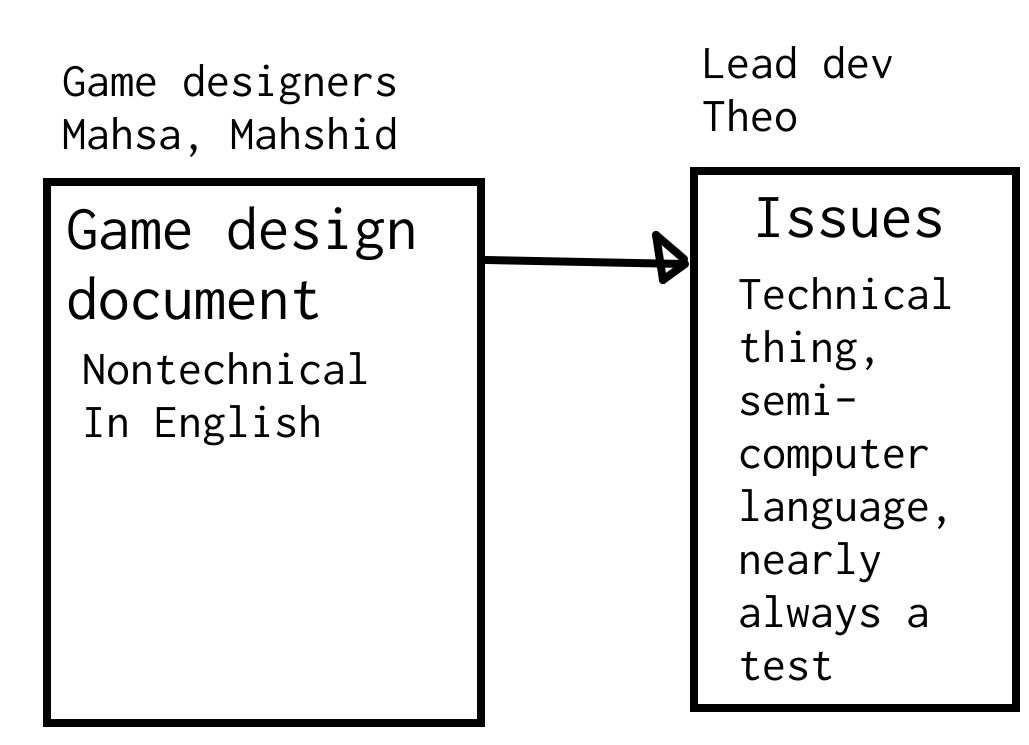 Game designers
Mahsa, Mahshid
Game design
document
Nontechnical
In English
Lead dev
Theo
Issues
Technical
thing,
semi-
computer
language,
nearly
always a
test